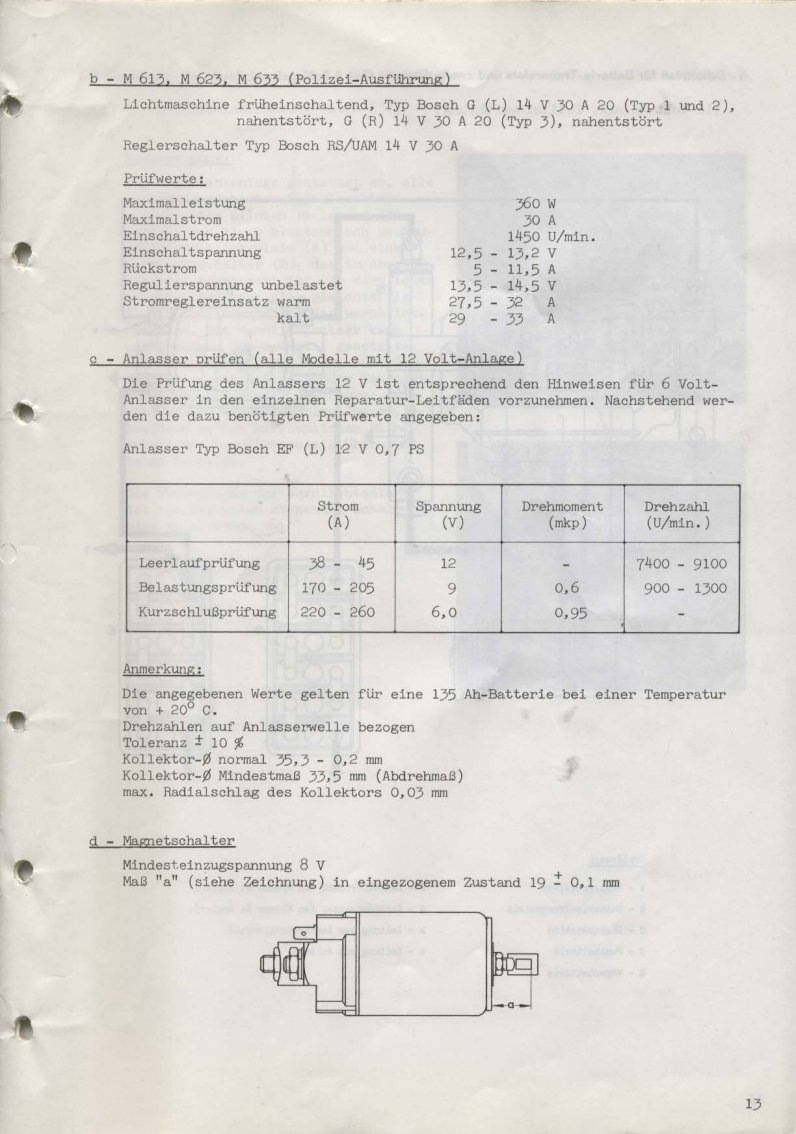 b - M 613, M 623, M 633 (Polizei-Ausführung)
Lichtmaschine früheinschaltend, Typ Bosch G (L) 14 V 30 A 20 (Typ 1 und 2),
nahentstört, G (R) 14 V 30 A 20 (Typ 3), nahentstört
Reglerschalter Typ Bosch RS/UAM 14 V 30 A
Prüfwerte:
Maximalleistung 360 W
Maximalstrom 30 A
Einschaltdrehzahl 1450 U/min.
Einschaltspannung 12,5 - 13,2 V
Rückstrom 5 - 11,5 A
Regulierspannung unbelastet 13,5 - 14,5 V
Stromreglereinsatz warm 27,5 - 32 A
kalt 29 - 33 A
c - Anlasser prüfen (alle Modelle mit 12 Volt-Anlage)
Die Prüfung des Anlassers 12 V ist entsprechend den Hinweisen für 6 Volt-
Anlasser in den einzelnen Reparatur-Leitfäden vorzunehmen. Nachstehend wer-
den die dazu benötigten Prüfwerte angegeben:
Anlasser Typ Bosch EF (L) 12 V 0,7 PS
Strom Spannung Drehmoment Drehzahl
(A) (V) (mkp) (U/min.)
Leerlaufprüfung 38 - 45 12 - 7400 - 9100
Belastungsprüfung 170 - 205 9 0,6 900 - 1300
Kurzschlußprüfung 220 - 260 6,0 0,95 -
Anmerkung:
Die angegebenen Werte gelten für eine 135 Ah-Batterie bei einer Temperatur
von + 20° C.
Drehzahlen auf Anlasserwelle bezogen
Toleranz ± 10 %
Kollektor-Ø normal 35,3 - 0,2 mm
Kollektor-Ø Mindestmaß 33,5 mm (Abdrehmaß)
max. Radialschlag des Kollektors 0,03 mm
d - Magnetschalter
Mindesteinzugspannung 8 V
Maß "a" (siehe Zeichnung) in eingezogenem Zustand 19 ± 0,1 mm
a
13